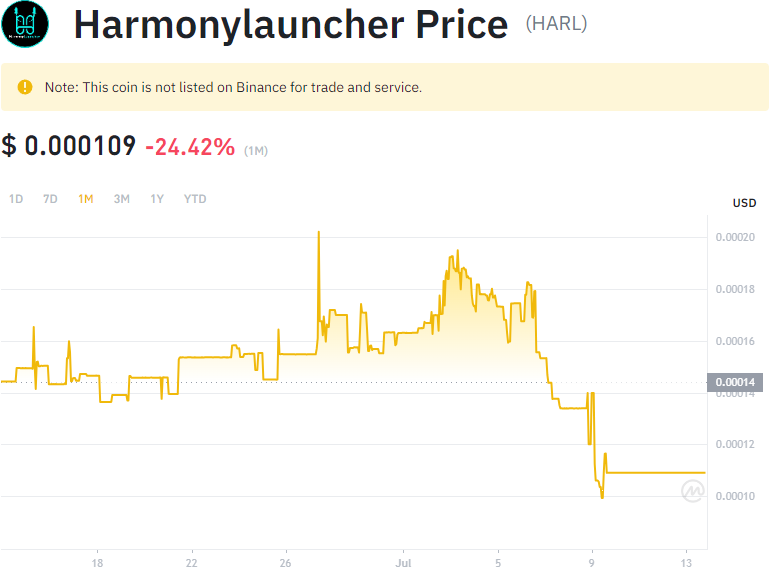 Harmonylauncher Price (HARL)
Note: This coin is not listed on Binance for trade and service.
$ 0.000109 -24.42% (1M)
1D 7D 1M 3M 1Y YTD
USD
0.00020
0.00018
0.00016
0.00014
0.00014
0.00012
0.00010
18 22 26 Jul 5 9 13